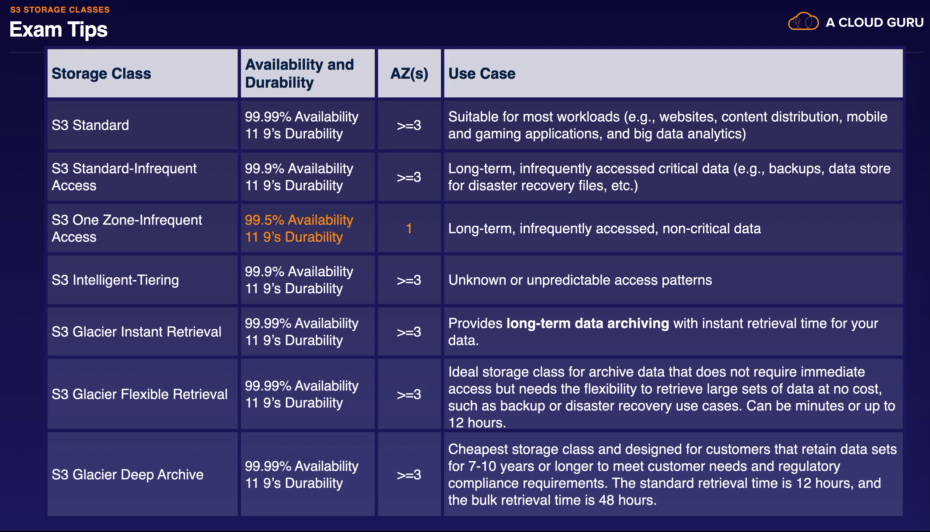 S3 STORAGE CLASSES
Exam Tips
A CLOUD GURU
Storage Class
Availability and
Durability
AZ(s)
Use Case
S3 Standard
99.99% Availability
11 9's Durability
>=3
Suitable for most workloads (e.g., websites, content distribution, mobile
and gaming applications, and big data analytics)
S3 Standard-Infrequent
Access
99.9% Availability
11 9's Durability
>=3
Long-term, infrequently accessed critical data (e.g., backups, data store
for disaster recovery files, etc.)
S3 One Zone-Infrequent
Access
99.5% Availability
11 9's Durability
1
Long-term, infrequently accessed, non-critical data
S3 Intelligent-Tiering
99.9% Availability
11 9's Durability
>=3
Unknown or unpredictable access patterns
S3 Glacier Instant Retrieval
99.99% Availability
11 9's Durability
>=3
Provides long-term data archiving with instant retrieval time for your
data.
S3 Glacier Flexible Retrieval
99.99% Availability
11 9's Durability
>=3
Ideal storage class for archive data that does not require immediate
access but needs the flexibility to retrieve large sets of data at no cost,
such as backup or disaster recovery use cases. Can be minutes or up to
12 hours.
S3 Glacier Deep Archive
99.99% Availability
11 9's Durability
>=3
Cheapest storage class and designed for customers that retain data sets
for 7-10 years or longer to meet customer needs and regulatory
compliance requirements. The standard retrieval time is 12 hours, and
the bulk retrieval time is 48 hours.